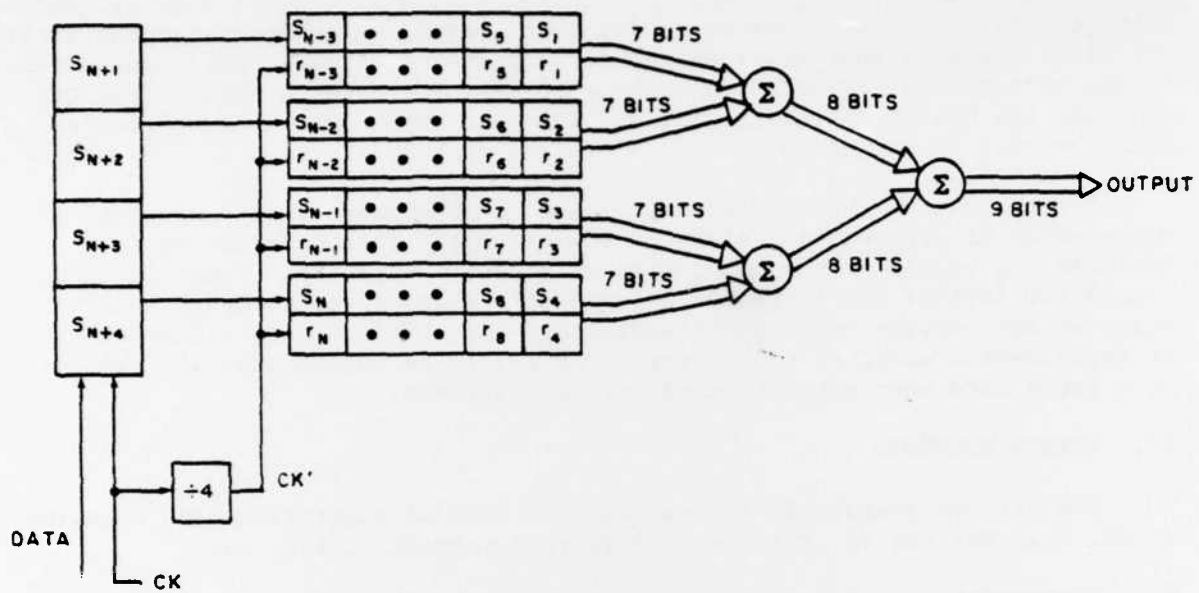 S_{N+1}
S_{N+2}
S_{N+3}
S_{N+4}
S_{N-3} • • • S_5 S_1
r_{N-3} • • • r_5 r_1
S_{N-2} • • • S_6 S_2
r_{N-2} • • • r_6 r_2
S_{N-1} • • • S_7 S_3
r_{N-1} • • • r_7 r_3
S_N • • • S_8 S_4
r_N • • • r_8 r_4
7 BITS
7 BITS
7 BITS
7 BITS
Σ
Σ
8 BITS
8 BITS
Σ
9 BITS
OUTPUT
÷4
CK'
DATA
CK